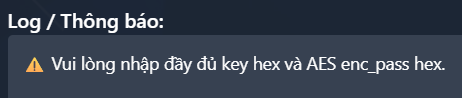 Log / Thông báo:
⚠ Vui lòng nhập đầy đủ key hex và AES enc_pass hex.